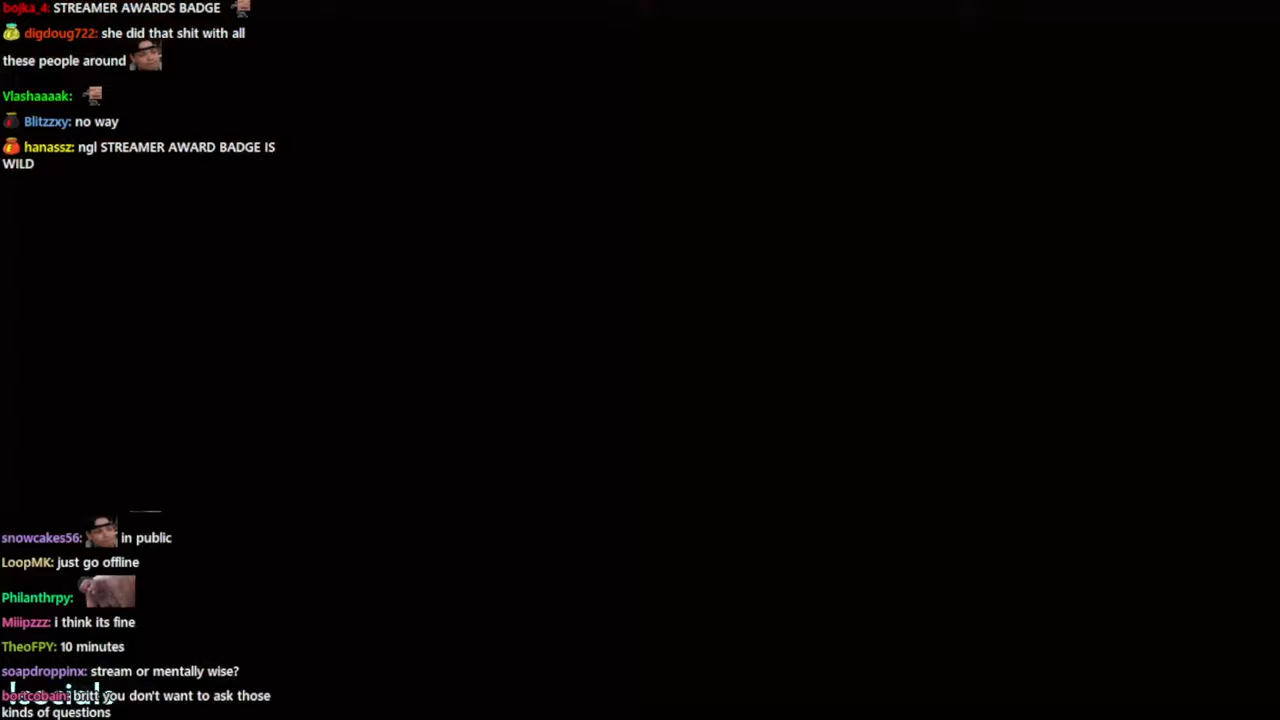 bojka_4: STREAMER AWARDS BADGE
digdoug722: she did that shit with all
these people around
Vlashaaaak:
Blitzzxy: no way
hanassz: ngl STREAMER AWARD BADGE IS
WILD
snowcakes56: in public
LoopMK: just go offline
Philanthrpy:
Miiipzzz: i think its fine
TheoFPY: 10 minutes
soapdroppinx: stream or mentally wise?
!socials
britt you don't want to ask those
kinds of questions